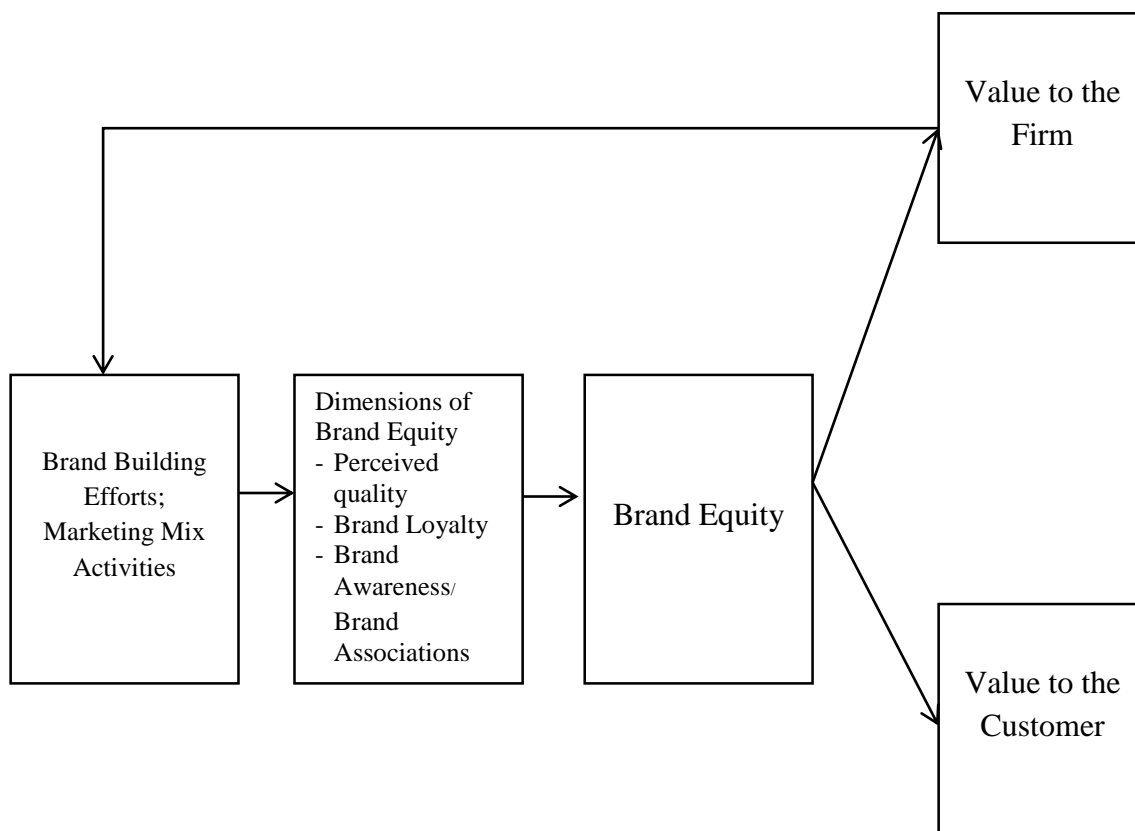 Value to the
Firm
Brand Building
Efforts;
Marketing Mix
Activities
Dimensions of
Brand Equity
- Perceived
quality
- Brand Loyalty
- Brand
Awareness/
Brand
Associations
Brand Equity
Value to the
Customer